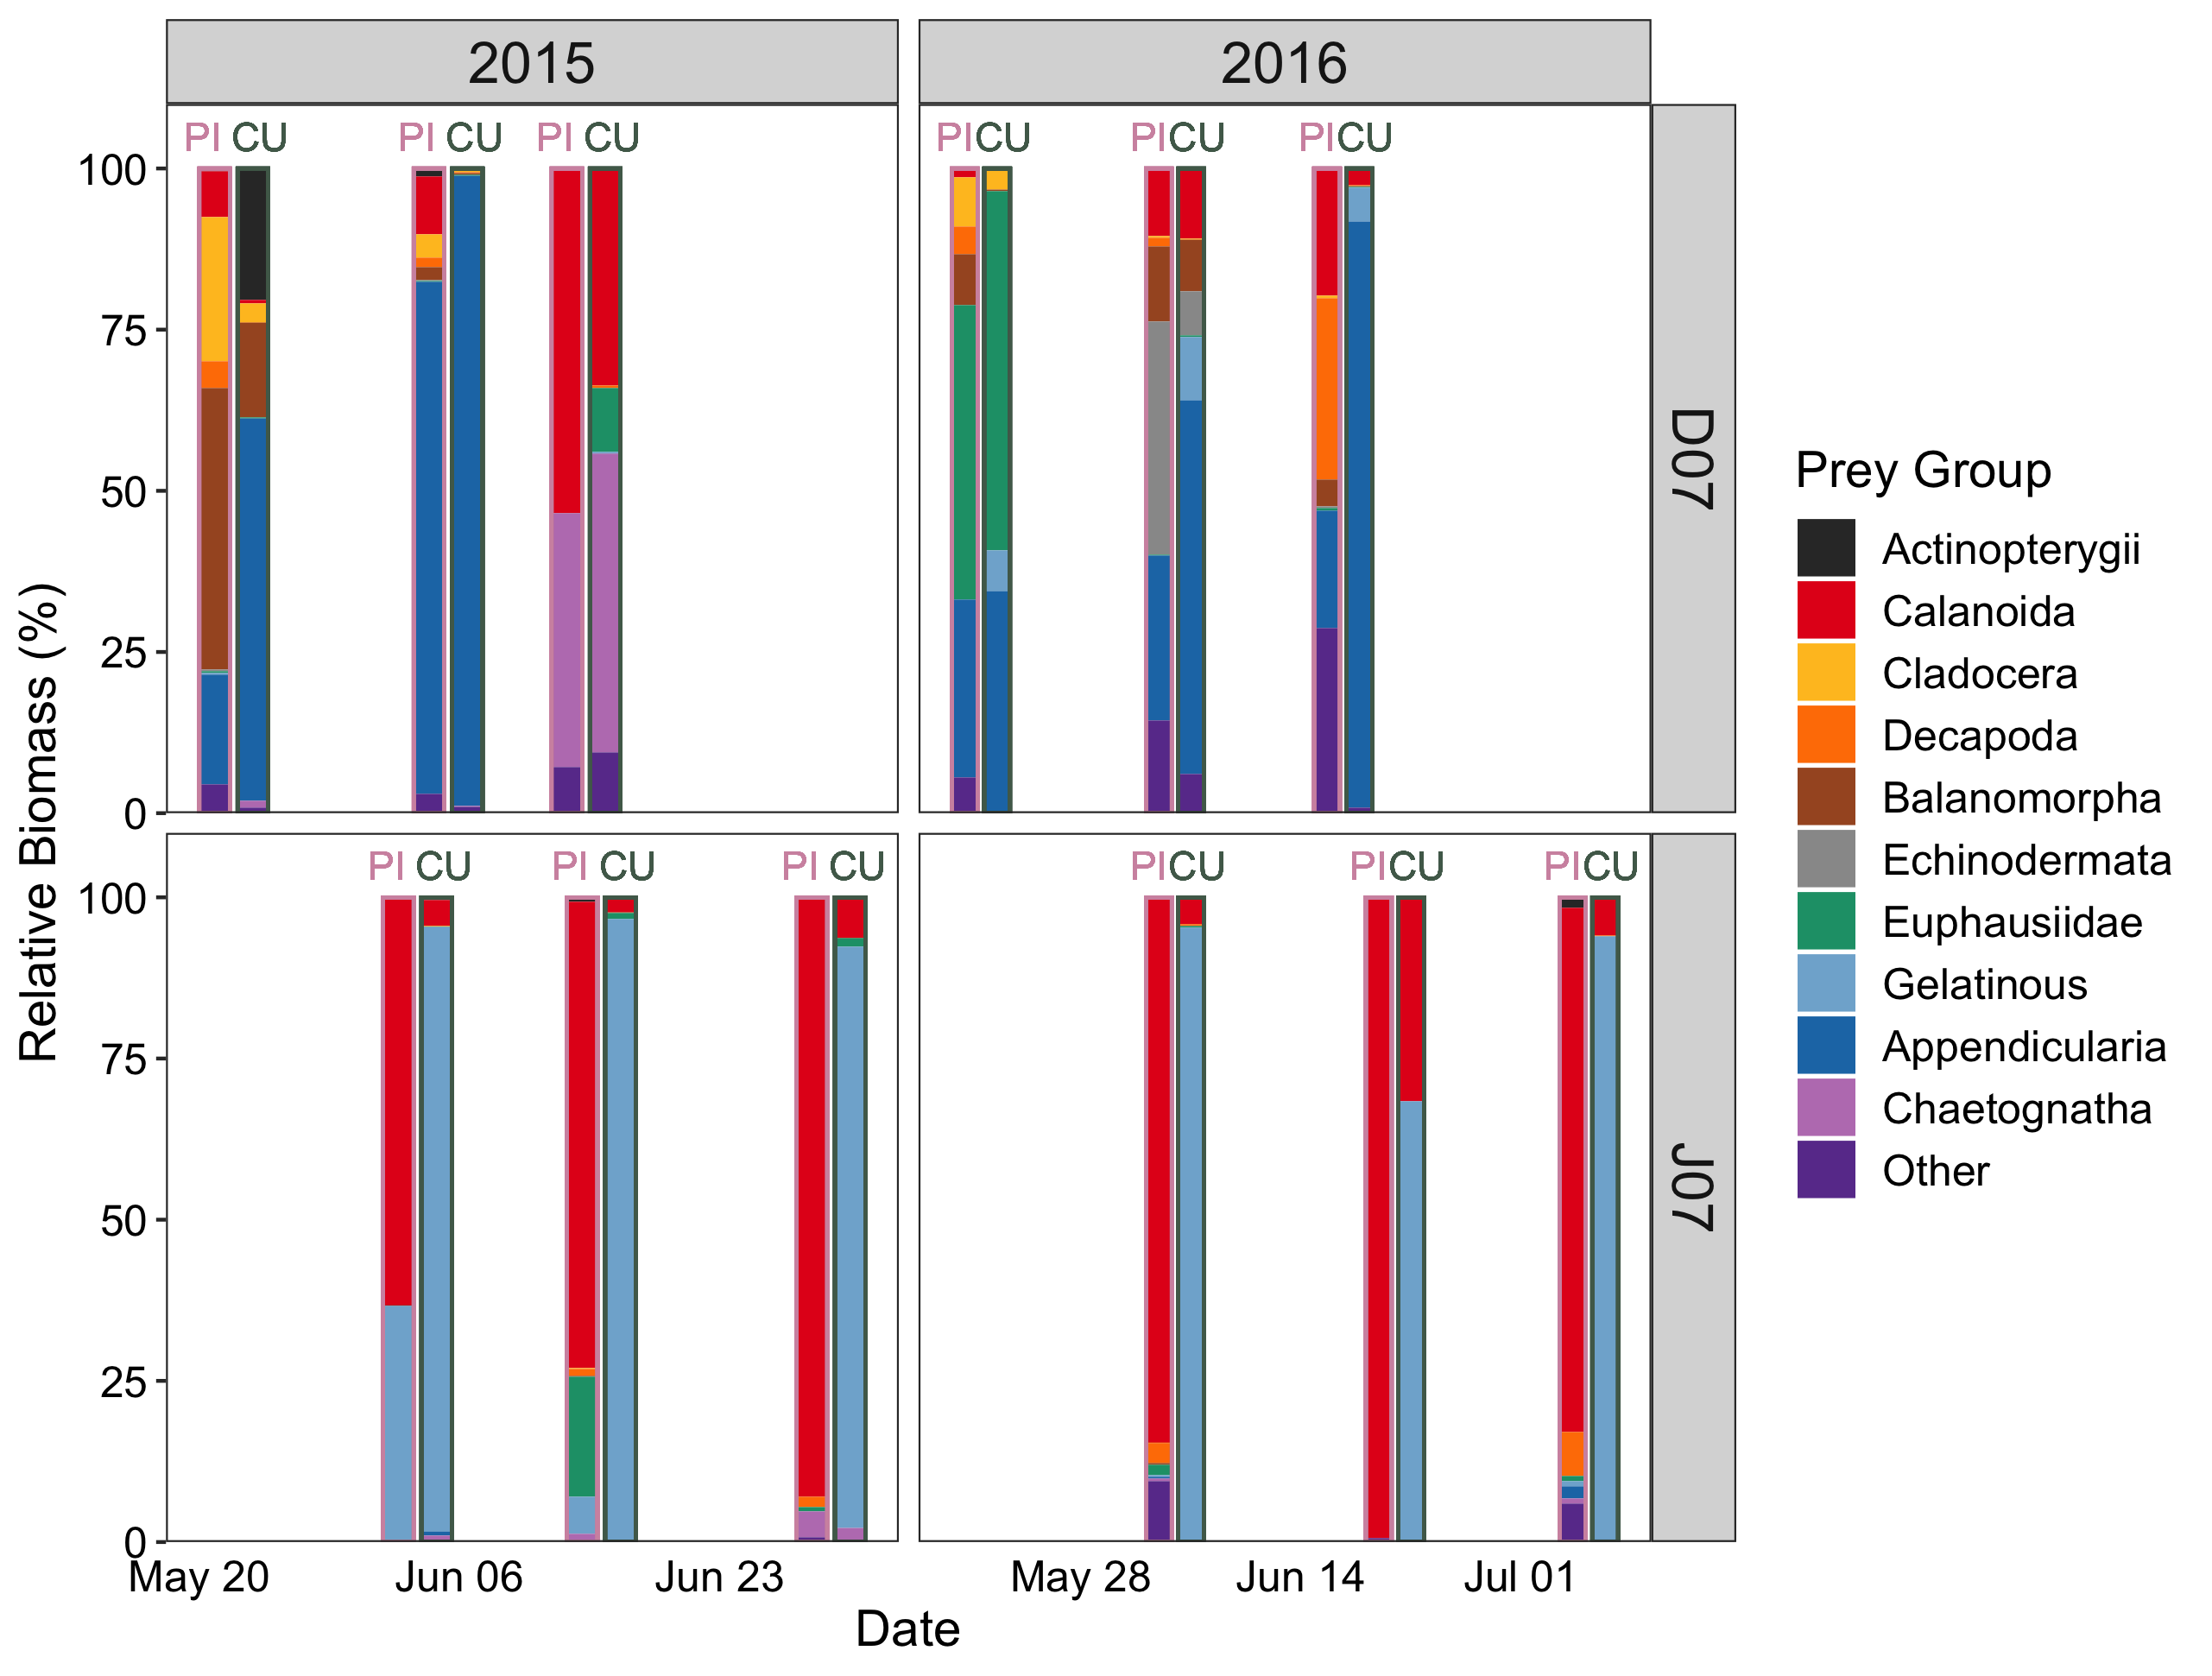 2015 2016
PI CU PI CU PI CU PI CU PI CU PI CU
100
75
50
25
0
D07
PI CU PI CU PI CU PI CU PI CU PI CU
100
75
50
25
0
J07
Relative Biomass (%)
May 20 Jun 06 Jun 23 May 28 Jun 14 Jul 01
Date
Prey Group
Actinopterygii
Calanoida
Cladocera
Decapoda
Balanomorpha
Echinodermata
Euphausiidae
Gelatinous
Appendicularia
Chaetognatha
Other